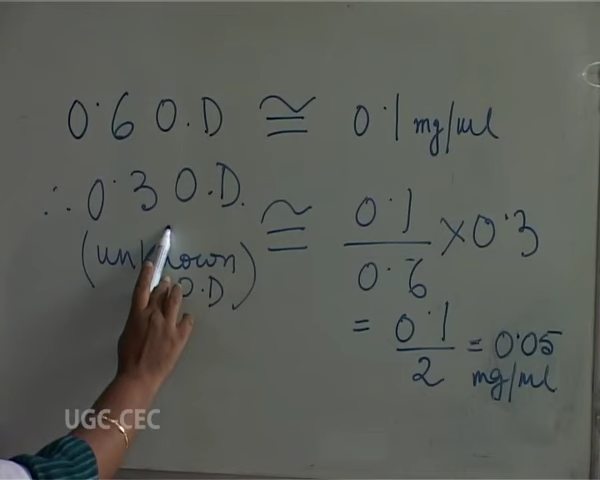 0.60 O.D ≅ 0.1 mg/ml
∴ 0.3 O.D. ≅ 0.1/0.6 × 0.3
(unknown O.D)
= 0.1/2 = 0.05 mg/ml
UGC-CEC